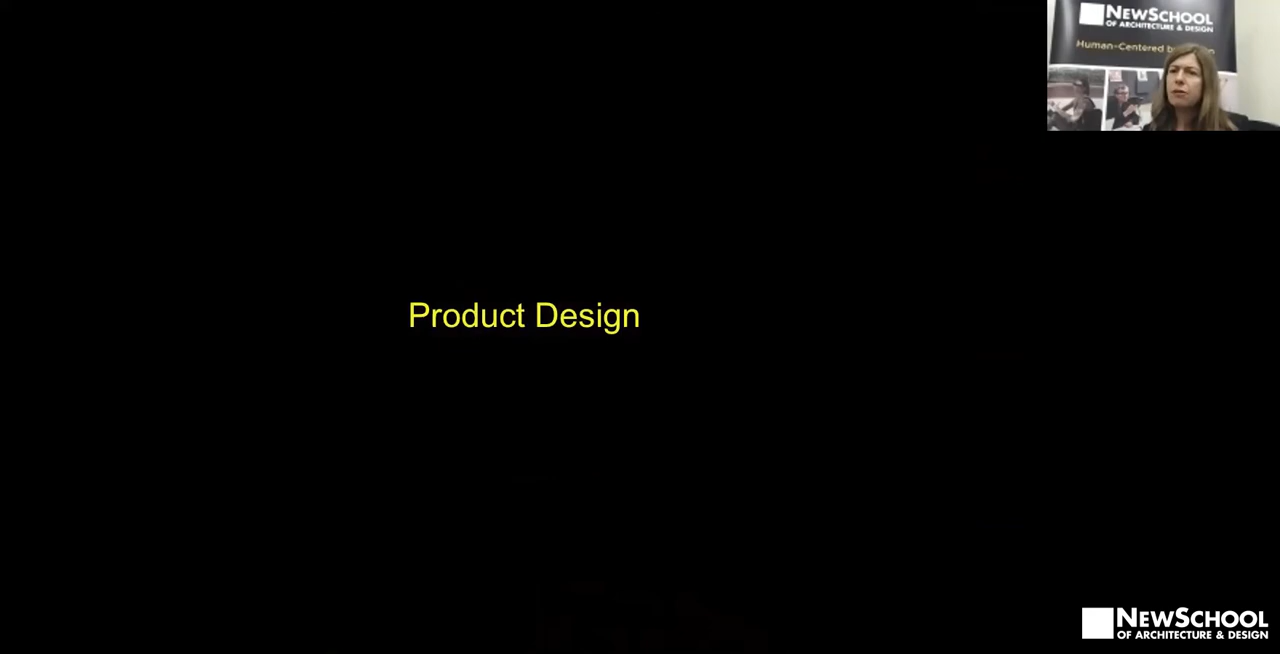 NEWSCHOOL
OF ARCHITECTURE & DESIGN
Human-Centered
Product Design
NEWSCHOOL
OF ARCHITECTURE & DESIGN